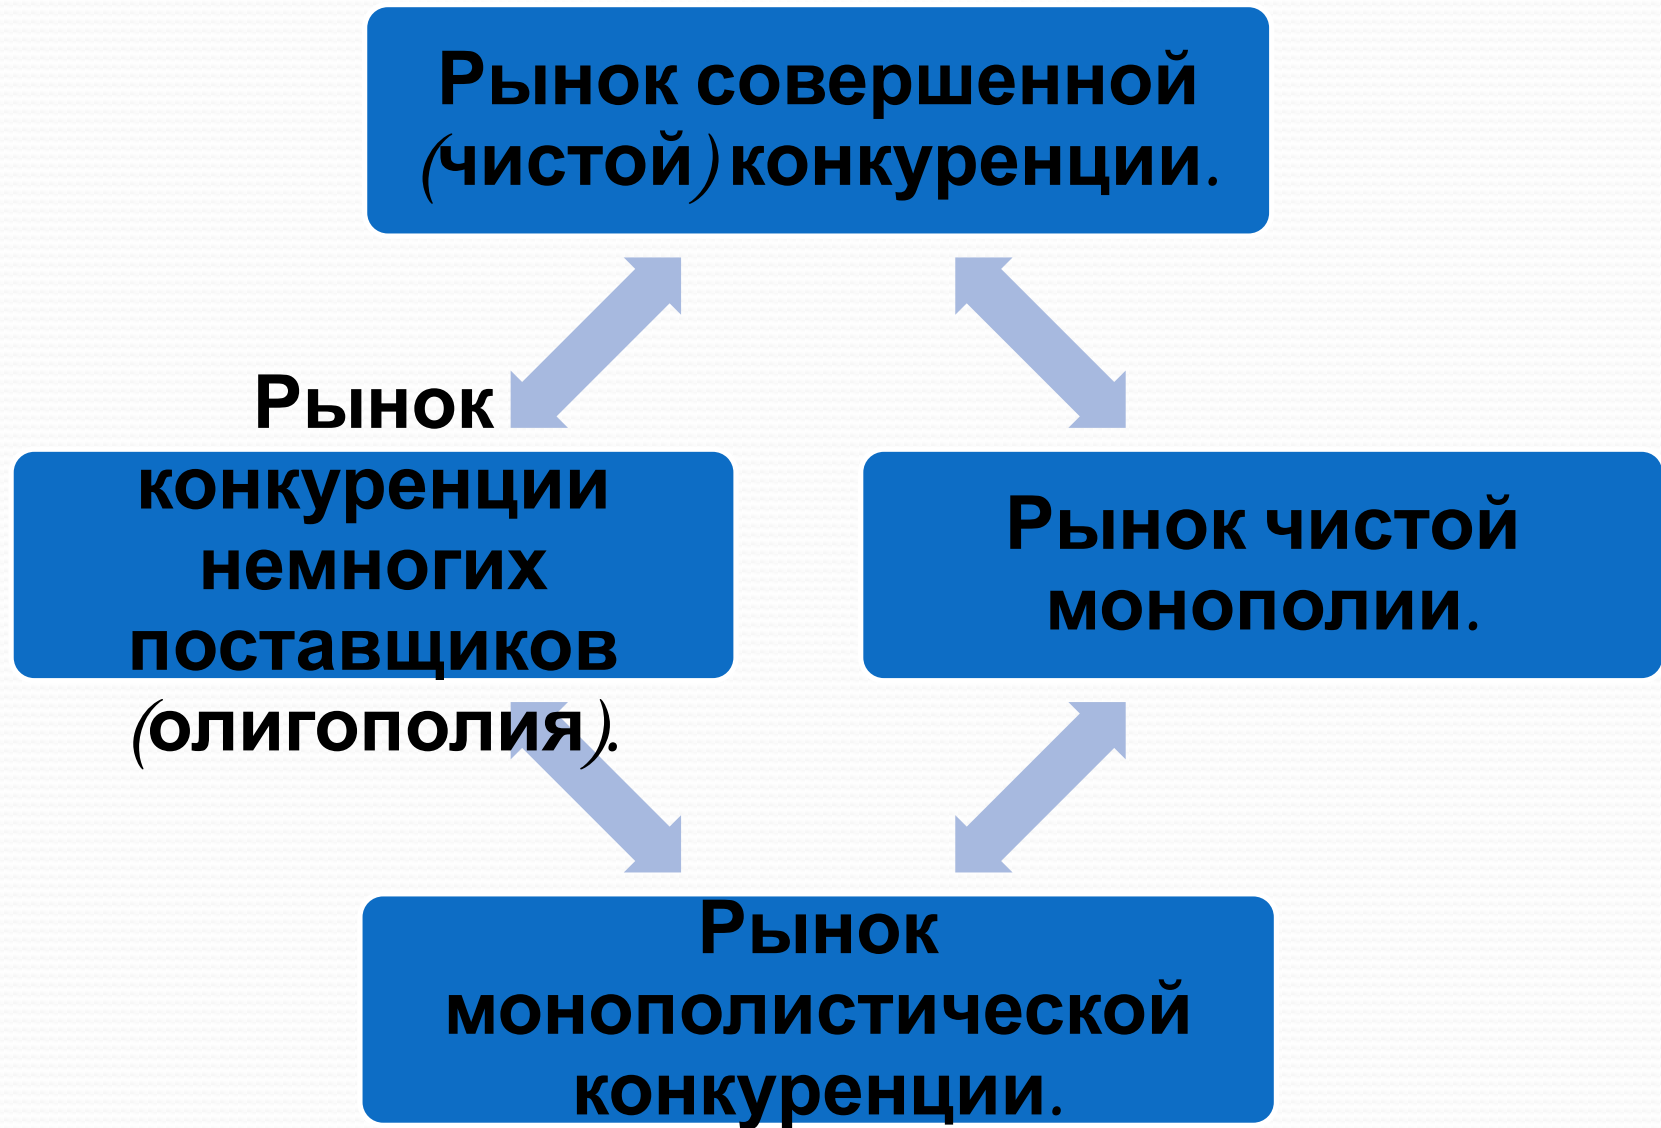 Рынок совершенной
(чистой) конкуренции.
Рынок
конкуренции
немногих
поставщиков
(олигополия).
Рынок чистой
монополии.
Рынок
монополистической
конкуренции.